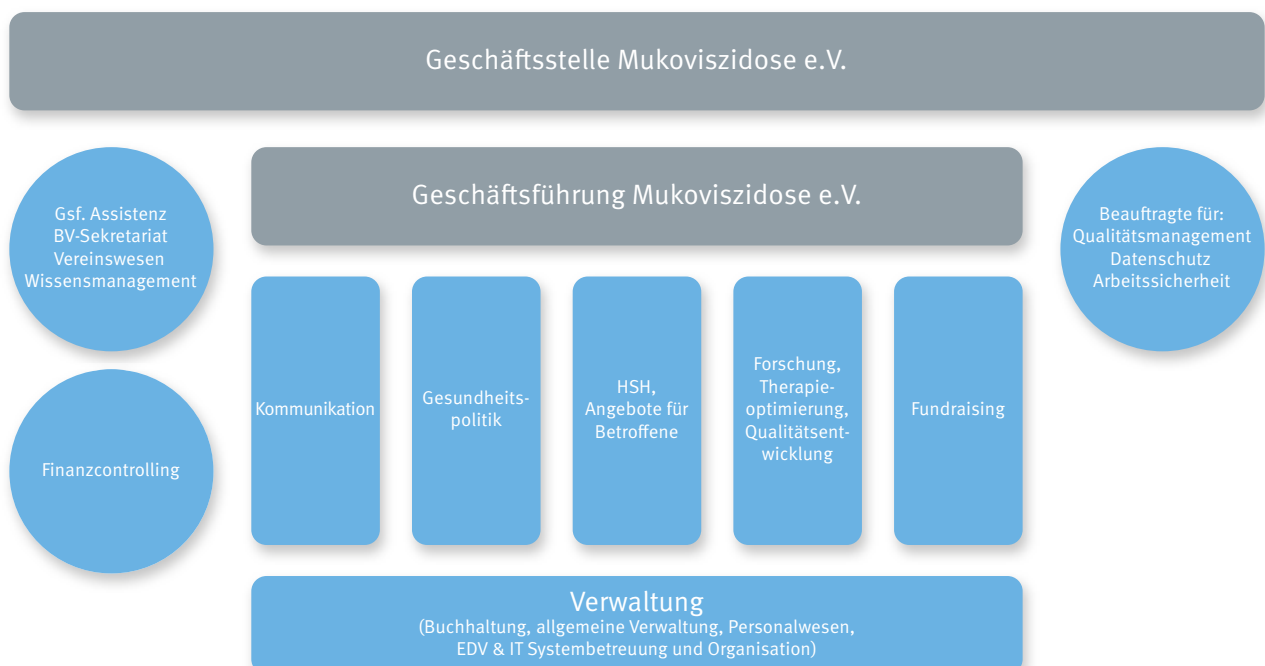 Geschäftsstelle Mukoviszidose e.V.
Geschäftsführung Mukoviszidose e.V.
Gsf. Assistenz
BV-Sekretariat
Vereinswesen
Wissensmanagement
Beauftragte für:
Qualitätsmanagement
Datenschutz
Arbeitssicherheit
Finanzcontrolling
Kommunikation
Gesundheits-
politik
HSH,
Angebote für
Betroffene
Forschung,
Therapie-
optimierung,
Qualitätsent-
wicklung
Fundraising
Verwaltung
(Buchhaltung, allgemeine Verwaltung, Personalwesen,
EDV & IT Systembetreuung und Organisation)